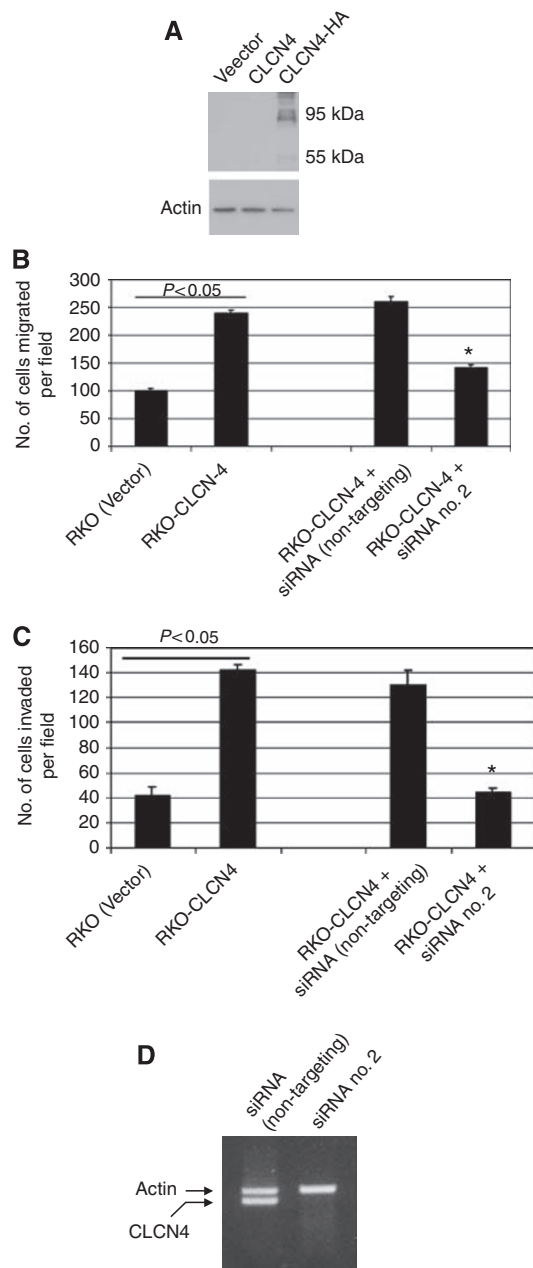 A
Veector
CLCN4
CLCN4-HA
95 kDa
55 kDa
Actin
B
300
250
200
150
100
50
0
No. of cells migrated
per field
P<0.05
*
RKO (Vector)
RKO-CLCN-4
RKO-CLCN-4 +
siRNA (non-targeting)
RKO-CLCN-4 +
siRNA no. 2
C
160
140
120
100
80
60
40
20
0
No. of cells invaded
per field
P<0.05
*
RKO (Vector)
RKO-CLCN4
RKO-CLCN4 +
siRNA (non-targeting)
RKO-CLCN4 +
siRNA no. 2
D
siRNA
(non-targeting)
siRNA no. 2
Actin
CLCN4